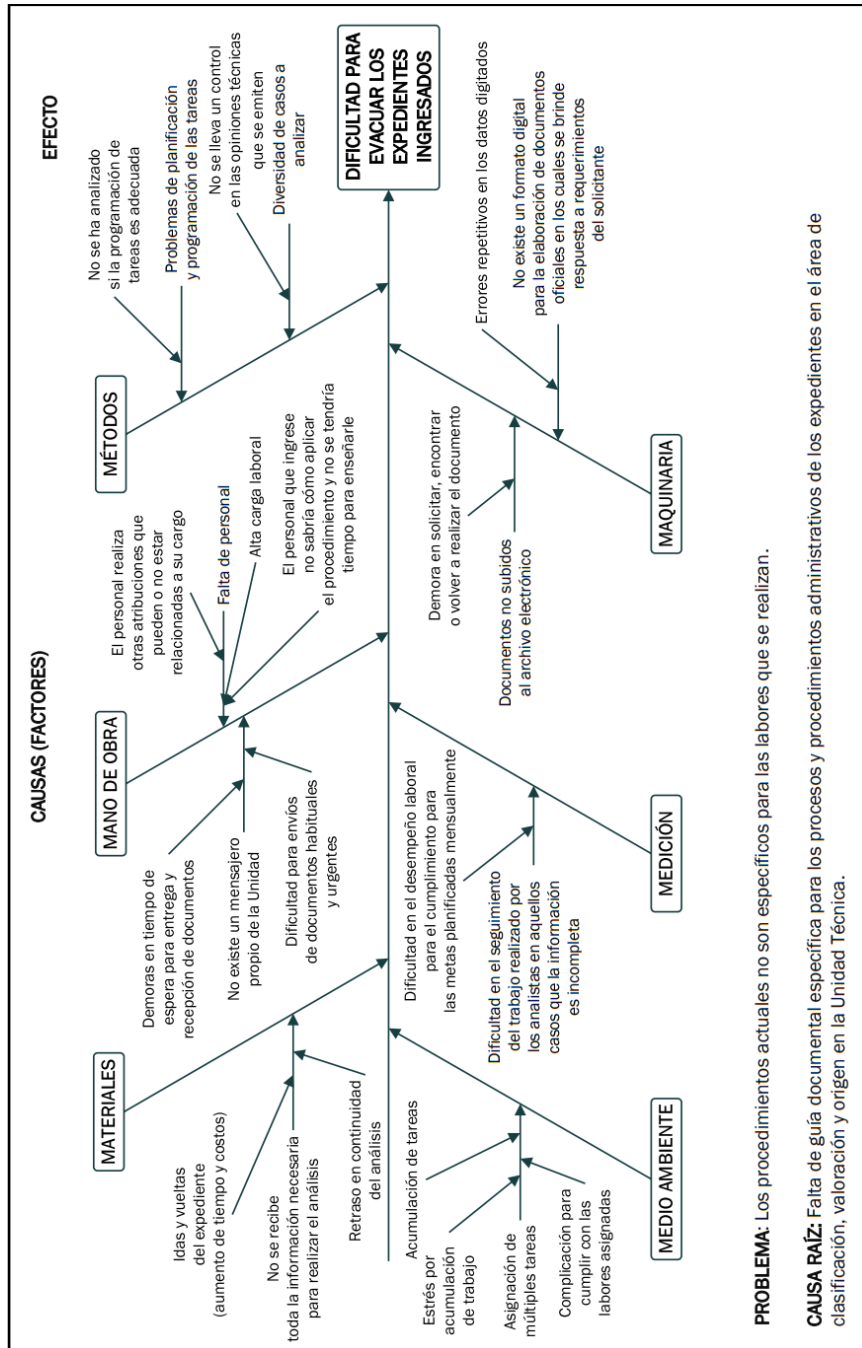 CAUSAS (FACTORES)
EFECTO
MATERIALES
MANO DE OBRA
MÉTODOS
Idas y vueltas
del expediente
(aumento de tiempo y costos)
No se recibe
toda la información necesaria
para realizar el análisis
Retraso en continuidad
del análisis
Demoras en tiempo de
espera para entrega y
recepción de documentos
No existe un mensajero
propio de la Unidad
Dificultad para envíos
de documentos habituales
y urgentes
El personal realiza
otras atribuciones que
pueden o no estar
relacionadas a su cargo
Falta de personal
Alta carga laboral
El personal que ingrese
no sabría cómo aplicar
el procedimiento y no se tendría
tiempo para enseñarle
No se ha analizado
si la programación de
tareas es adecuada
Problemas de planificación
y programación de las tareas
No se lleva un control
en las opiniones técnicas
que se emiten
Diversidad de casos a
analizar
DIFICULTAD PARA
EVACUAR LOS
EXPEDIENTES
INGRESADOS
Acumulación de tareas
Estrés por
acumulación
de trabajo
Asignación de
múltiples tareas
Complicación para
cumplir con las
labores asignadas
Dificultad en el desempeño laboral
para el cumplimiento para
las metas planificadas mensualmente
Dificultad en el seguimiento
del trabajo realizado por
los analistas en aquellos
casos que la información
es incompleta
Demora en solicitar, encontrar
o volver a realizar el documento
Documentos no subidos
al archivo electrónico
Errores repetitivos en los datos digitados
No existe un formato digital
para la elaboración de documentos
oficiales en los cuales se brinde
respuesta a requerimientos
del solicitante
MEDIO AMBIENTE
MEDICIÓN
MAQUINARIA
PROBLEMA: Los procedimientos actuales no son específicos para las labores que se realizan.
CAUSA RAÍZ: Falta de guía documental específica para los procesos y procedimientos administrativos de los expedientes en el área de
clasificación, valoración y origen en la Unidad Técnica.